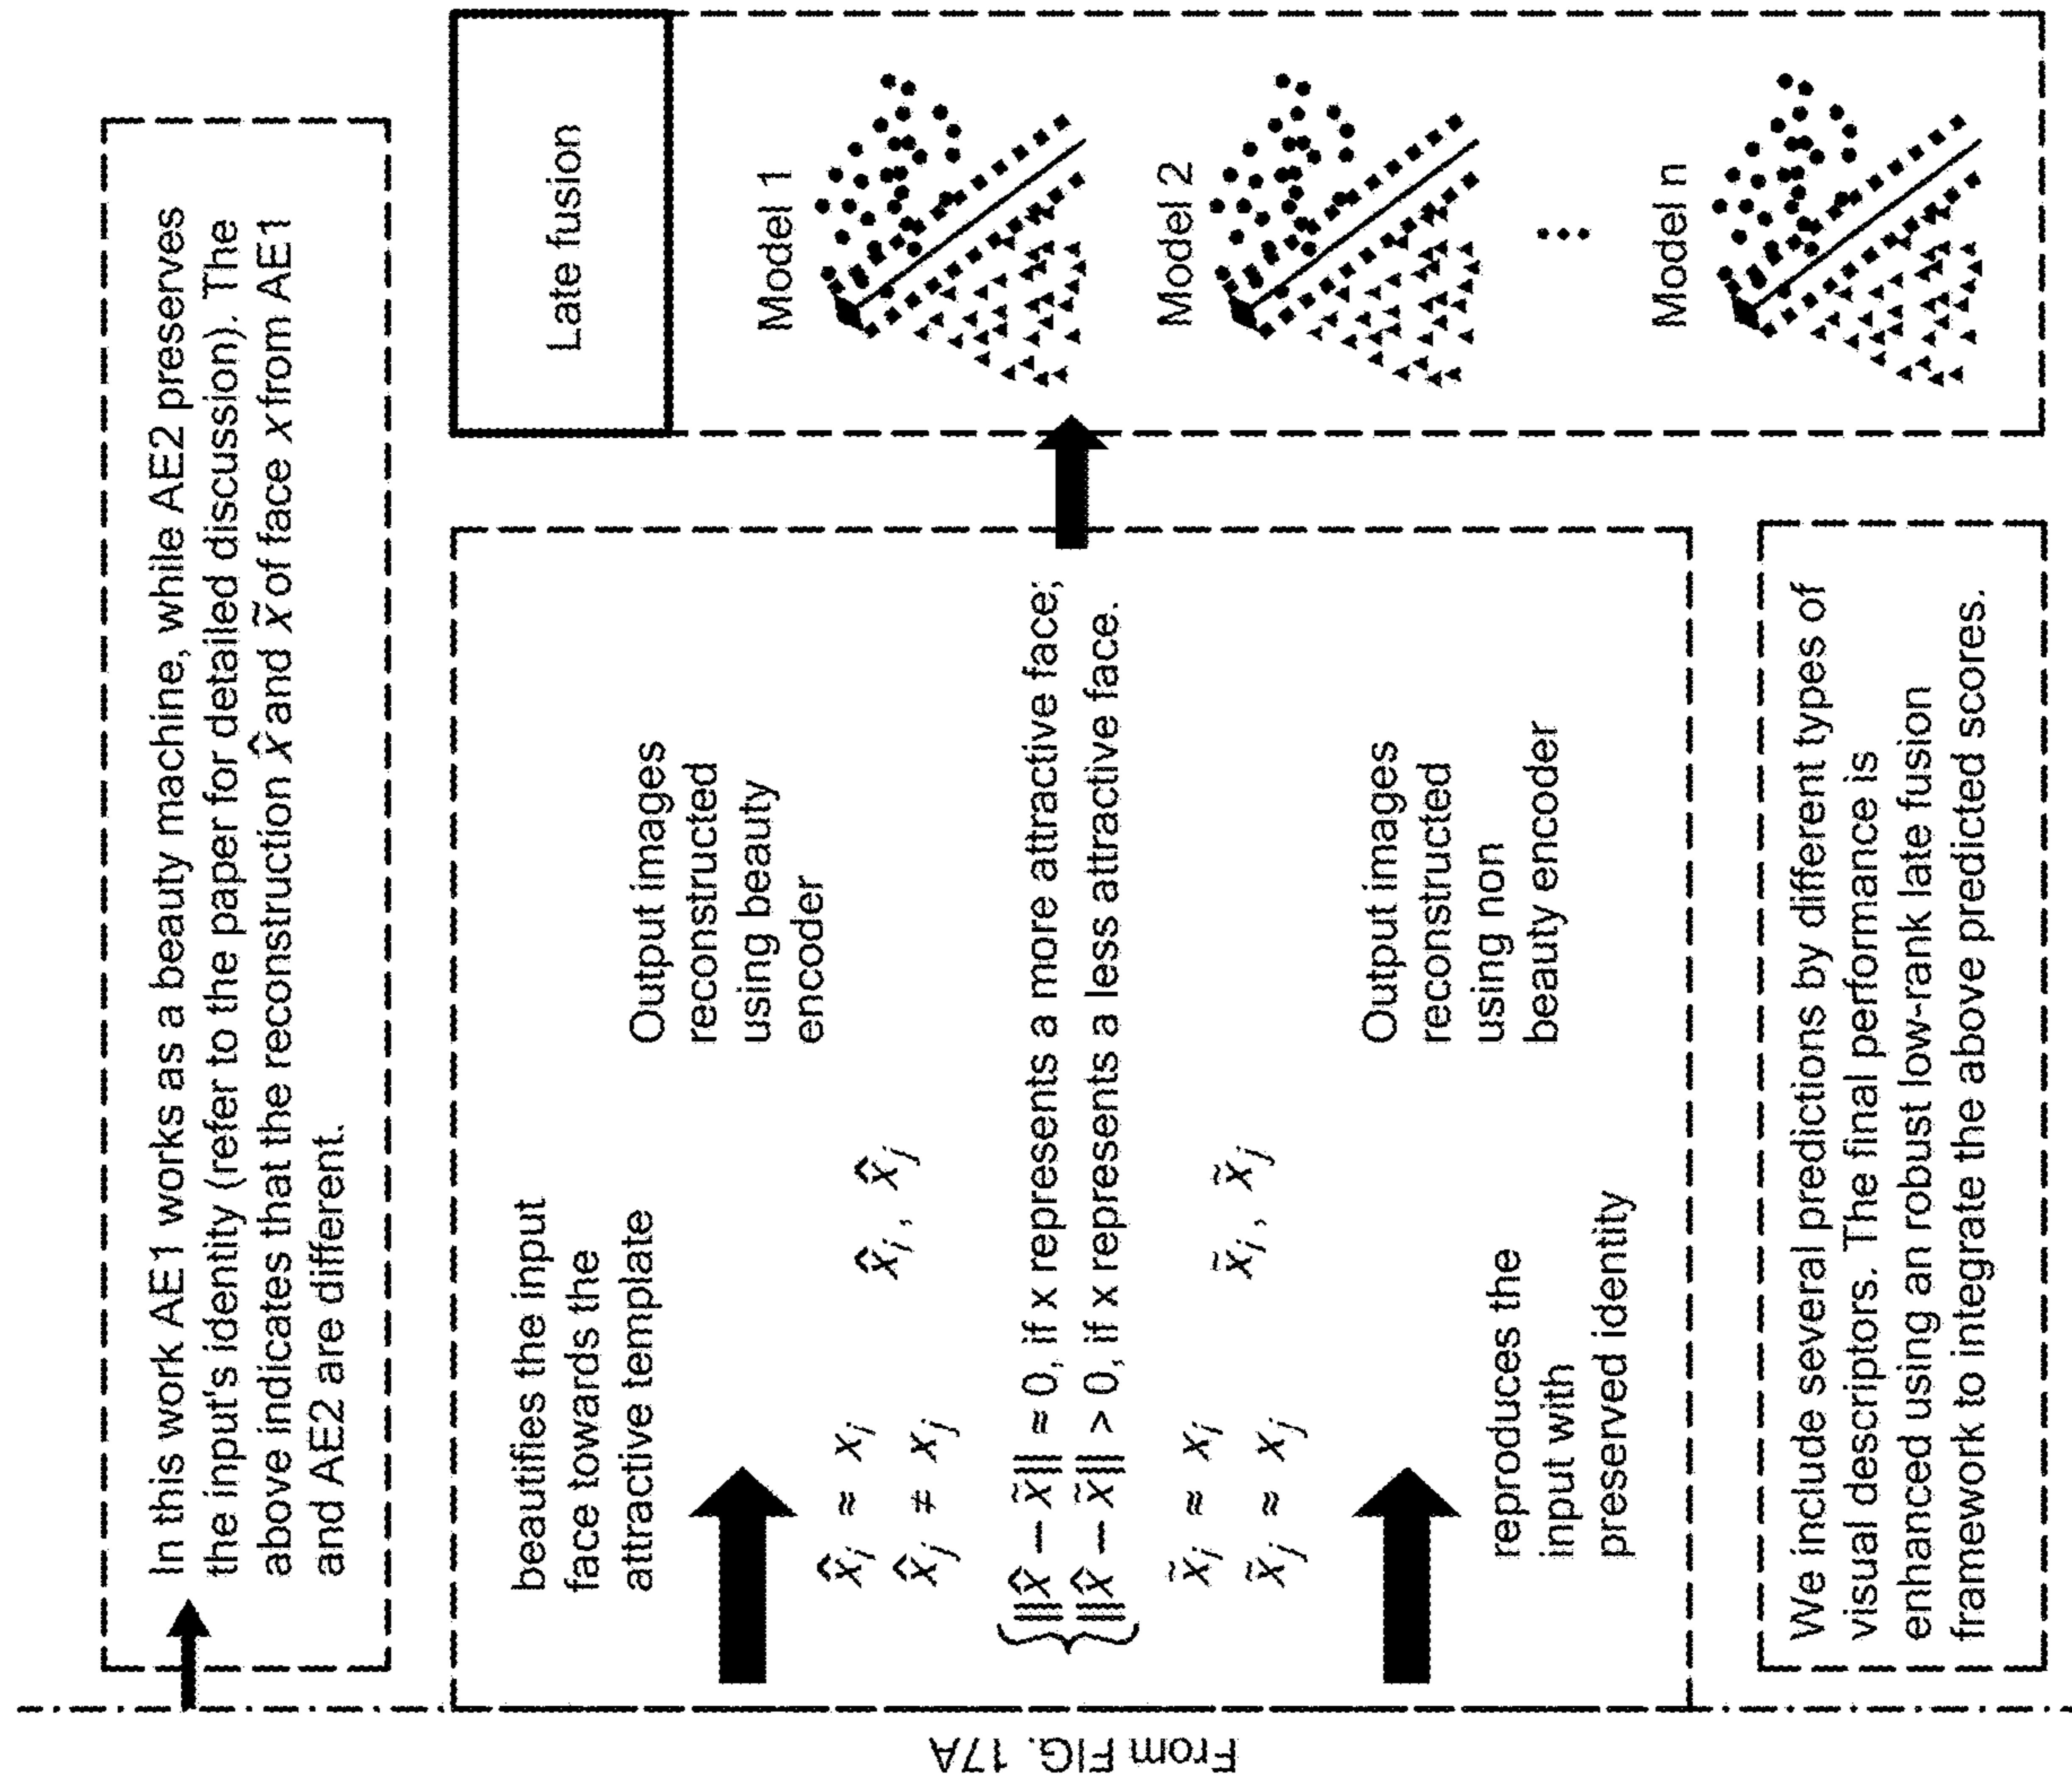 In this work AE1 works as a beauty machine, while AE2 preserves
the input's identity (refer to the paper for detailed discussion). The
above indicates that the reconstruction x̂ and x̃ of face x from AE1
and AE2 are different.
beautifies the input
face towards the
attractive template
Output images
reconstructed
using beauty
encoder
x̂ᵢ ≈ xᵢ
x̂ⱼ ≠ xⱼ
x̂ᵢ, x̂ⱼ
‖x̂ − x̃‖ ≈ 0, if x represents a more attractive face;
‖x̂ − x̃‖ > 0, if x represents a less attractive face.
x̃ᵢ ≈ xᵢ
x̃ⱼ ≈ xⱼ
x̃ᵢ, x̃ⱼ
reproduces the
input with
preserved identity
Output images
reconstructed
using non
beauty encoder
We include several predictions by different types of
visual descriptors. The final performance is
enhanced using an robust low-rank late fusion
framework to integrate the above predicted scores.
Late fusion
Model 1
Model 2
Model n
From FIG. 17A